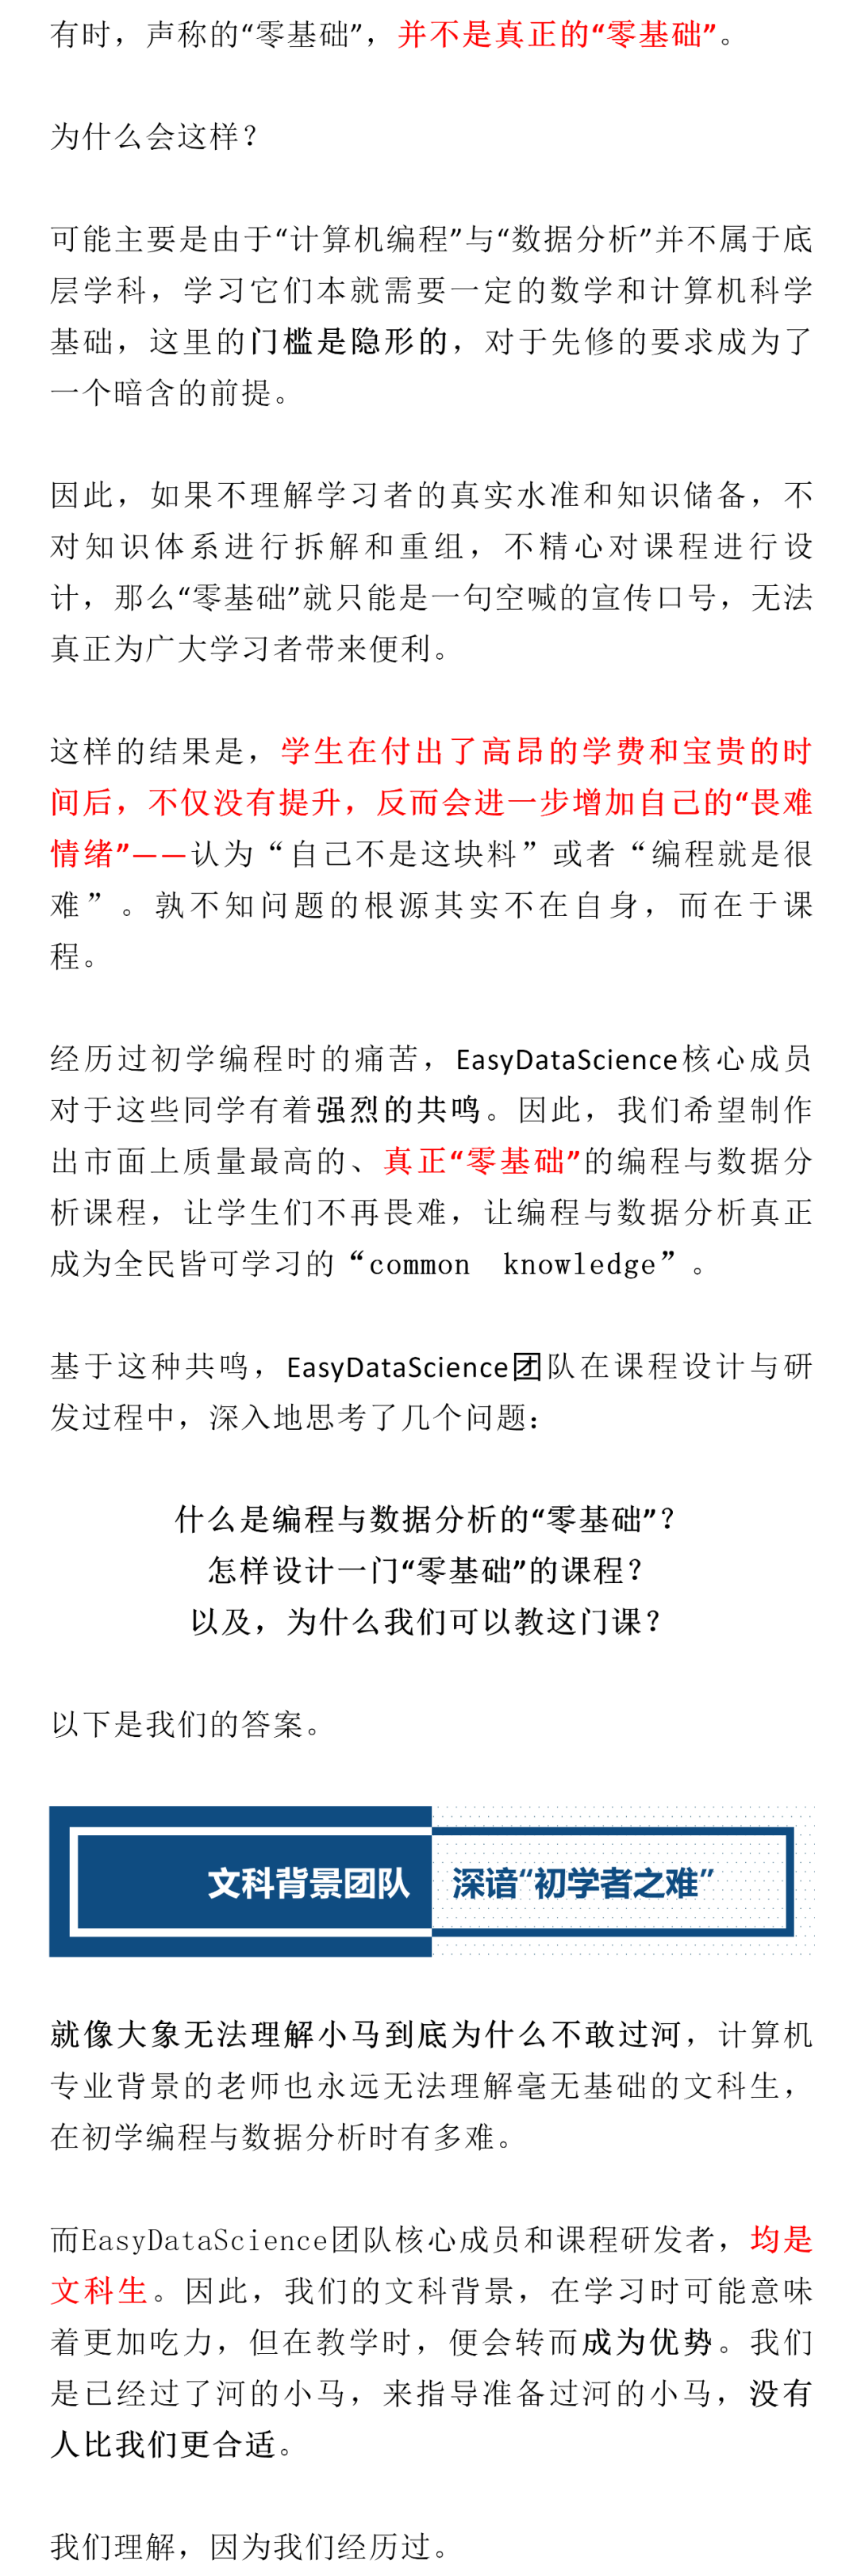 有时，声称的“零基础”，并不是真正的“零基础”。
为什么会这样？
可能主要是由于“计算机编程”与“数据分析”并不属于底
层学科，学习它们本就需要一定的数学和计算机科学
基础，这里的门槛是隐形的，对于先修的要求成为了
一个暗含的前提。
因此，如果不理解学习者的真实水准和知识储备，不
对知识体系进行拆解和重组，不精心对课程进行设
计，那么“零基础”就只能是一句空喊的宣传口号，无法
真正为广大学习者带来便利。
这样的结果是，学生在付出了高昂的学费和宝贵的时
间后，不仅没有提升，反而会进一步增加自己的“畏难
情绪”——认为“自己不是这块料”或者“编程就是很
难”。孰不知问题的根源其实不在自身，而在于课
程。
经历过初学编程时的痛苦，EasyDataScience核心成员
对于这些同学有着强烈的共鸣。因此，我们希望制作
出市面上质量最高的、真正“零基础”的编程与数据分
析课程，让学生们不再畏难，让编程与数据分析真正
成为全民皆可学习的“common knowledge”。
基于这种共鸣，EasyDataScience团队在课程设计与研
发过程中，深入地思考了几个问题：
什么是编程与数据分析的“零基础”？
怎样设计一门“零基础”的课程？
以及，为什么我们可以教这门课？
以下是我们的答案。
文科背景团队 深谙“初学者之难”
就像大象无法理解小马到底为什么不敢过河，计算机
专业背景的老师也永远无法理解毫无基础的文科生，
在初学编程与数据分析时有多难。
而EasyDataScience团队核心成员和课程研发者，均是
文科生。因此，我们的文科背景，在学习时可能意味
着更加吃力，但在教学时，便会转而成为优势。我们
是已经过了河的小马，来指导准备过河的小马，没有
人比我们更合适。
我们理解，因为我们经历过。